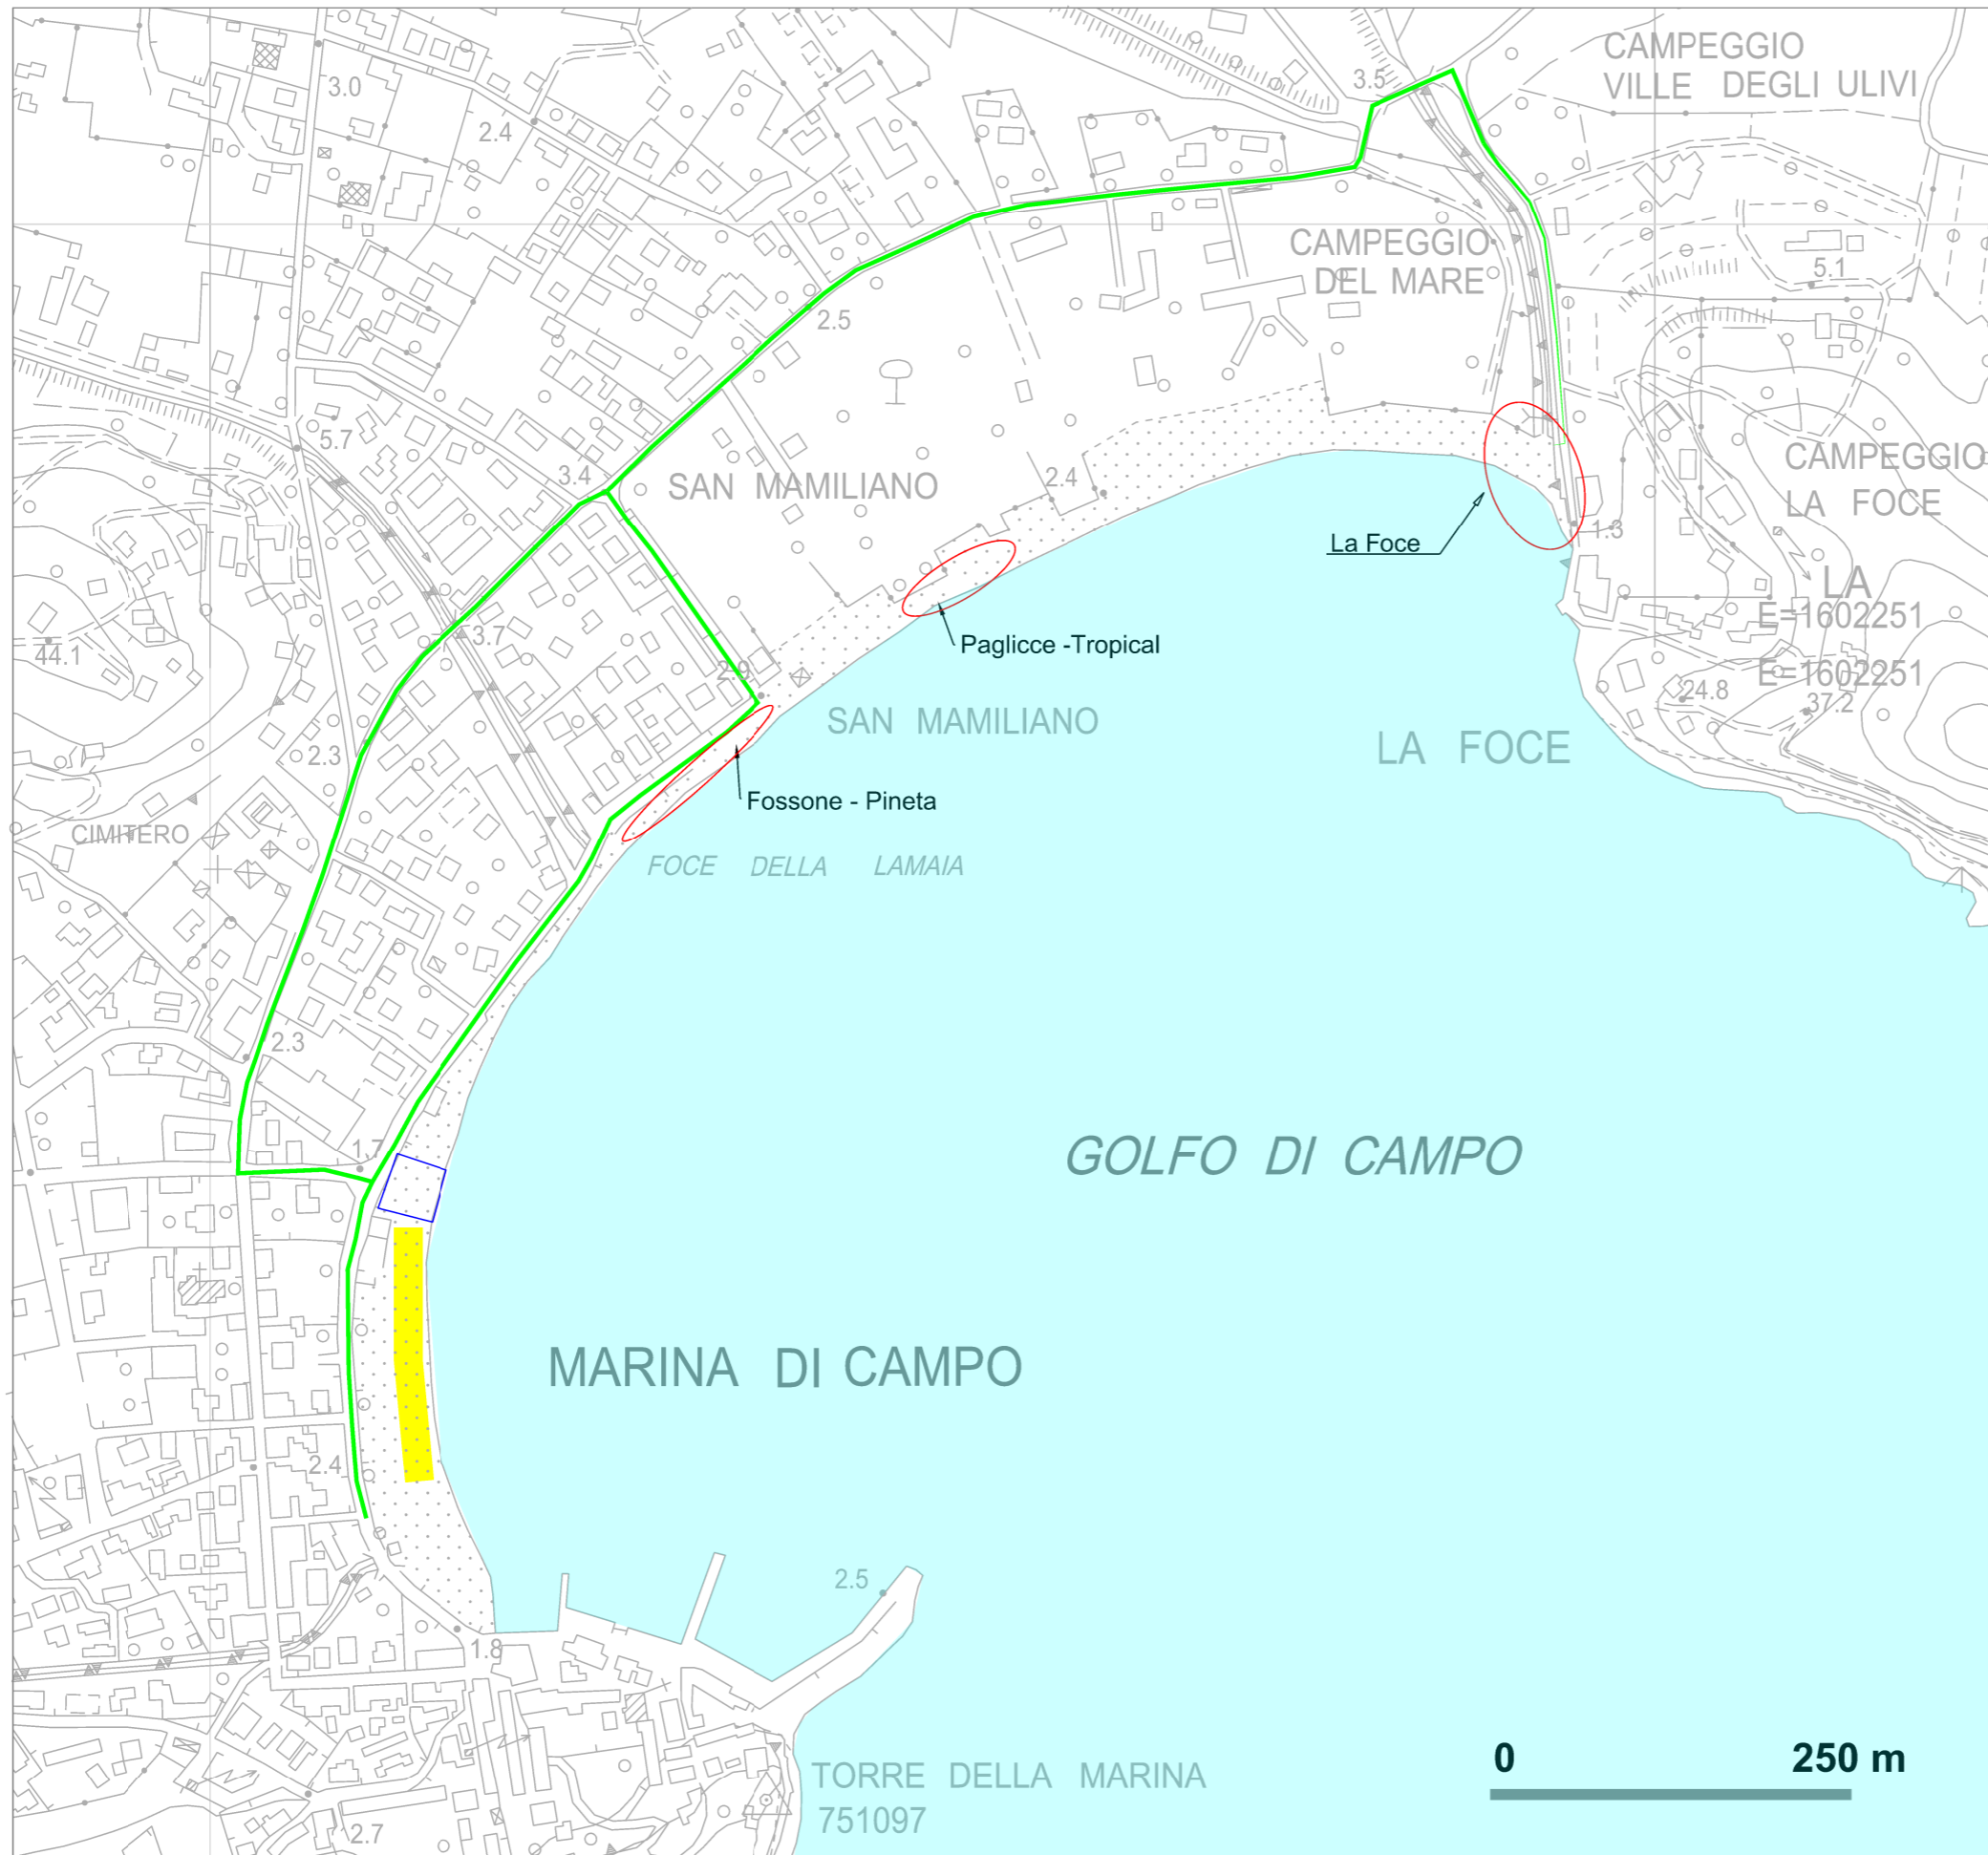 CAMPEGGIO
VILLE DEGLI ULIVI
3.5
3.0
2.4
CAMPEGGIO
DEL MARE
5.1
2.5
5.7
3.4
SAN MAMILIANO
2.4
CAMPEGGIO
LA FOCE
La Foce
1.3
LA
E=1602251
3.7
44.1
Paglicce -Tropical
2.9
E=1602251
24.8
37.2
SAN MAMILIANO
LA FOCE
2.3
Fossone - Pineta
CIMITERO
FOCE DELLA LAMAIA
2.3
1.7
GOLFO DI CAMPO
MARINA DI CAMPO
2.4
2.5
1.8
0 250 m
TORRE DELLA MARINA
751097
2.7